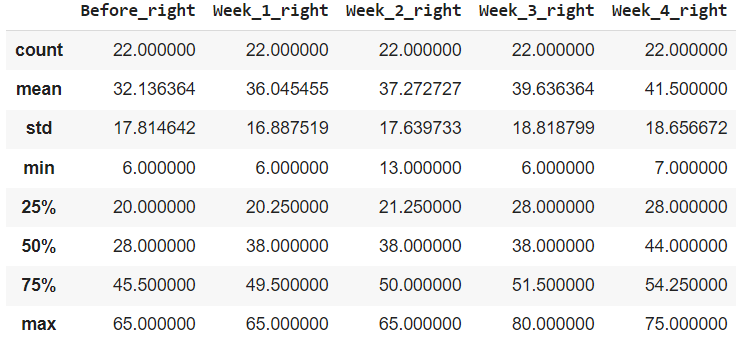 Before_right Week_1_right Week_2_right Week_3_right Week_4_right
count 22.000000 22.000000 22.000000 22.000000 22.000000
mean 32.136364 36.045455 37.272727 39.636364 41.500000
std 17.814642 16.887519 17.639733 18.818799 18.656672
min 6.000000 6.000000 13.000000 6.000000 7.000000
25% 20.000000 20.250000 21.250000 28.000000 28.000000
50% 28.000000 38.000000 38.000000 38.000000 44.000000
75% 45.500000 49.500000 50.000000 51.500000 54.250000
max 65.000000 65.000000 65.000000 80.000000 75.000000